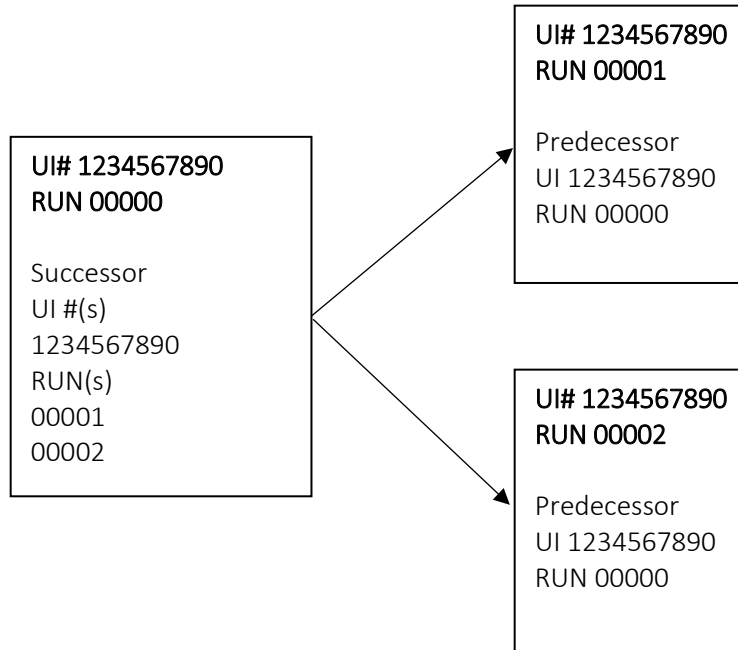 UI# 1234567890
RUN 00000
Successor
UI #(s)
1234567890
RUN(s)
00001
00002
UI# 1234567890
RUN 00001
Predecessor
UI 1234567890
RUN 00000
UI# 1234567890
RUN 00002
Predecessor
UI 1234567890
RUN 00000